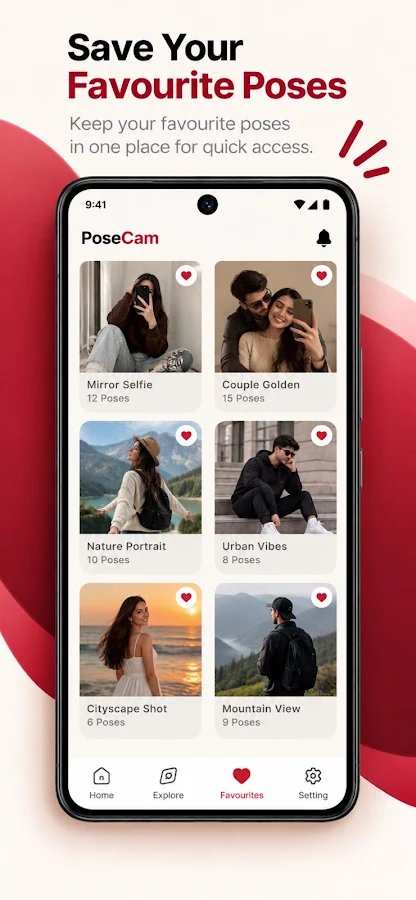 Save Your
Favourite Poses
Keep your favourite poses
in one place for quick access.
9:41
PoseCam
Mirror Selfie
12 Poses
Couple Golden
15 Poses
Nature Portrait
10 Poses
Urban Vibes
8 Poses
Cityscape Shot
6 Poses
Mountain View
9 Poses
Home
Explore
Favourites
Setting